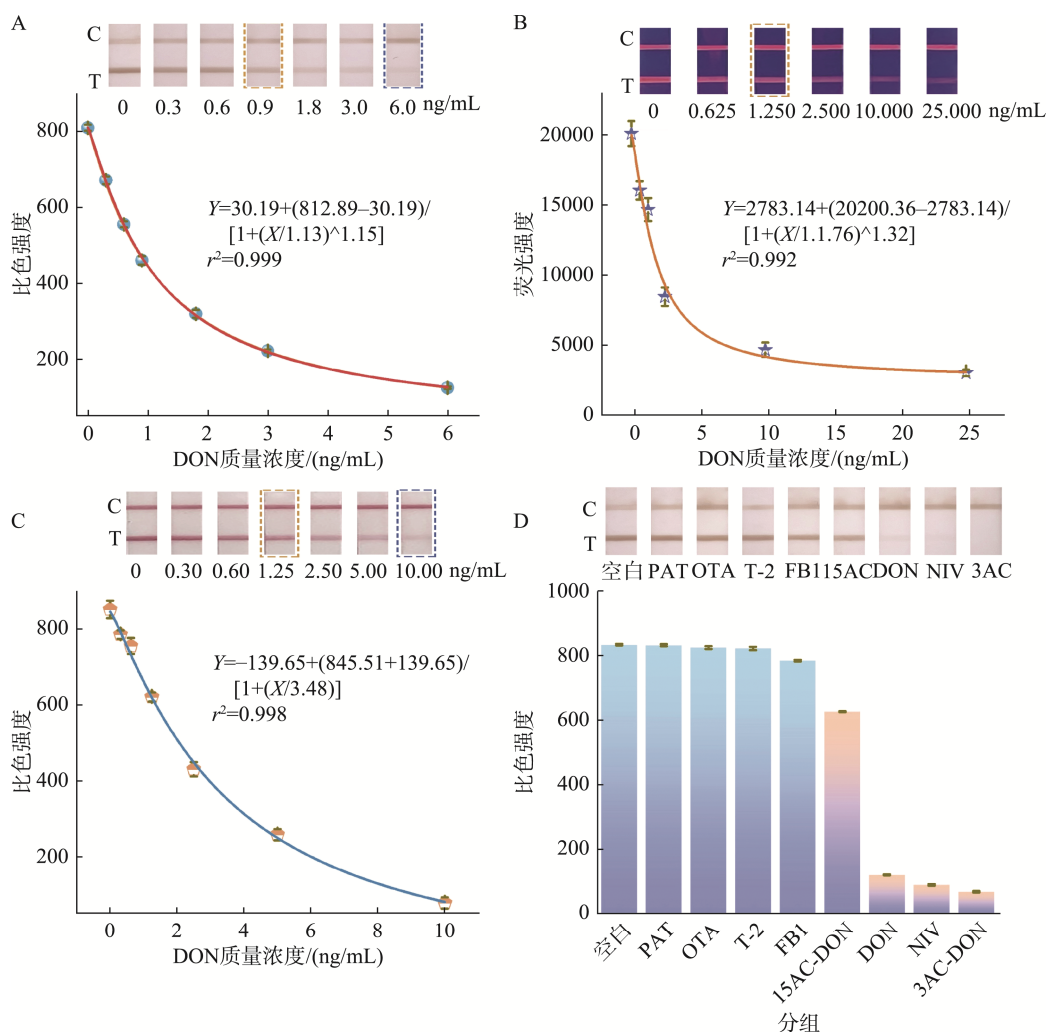 A
C
T
0 0.3 0.6 0.9 1.8 3.0 6.0 ng/mL
800
600
400
200
比色强度
Y=30.19+(812.89–30.19)/
[1+(X/1.13)^1.15]
r²=0.999
0 1 2 3 4 5 6
DON质量浓度/(ng/mL)
B
C
T
0 0.625 1.250 2.500 10.000 25.000 ng/mL
20000
15000
10000
5000
0
荧光强度
Y=2783.14+(20200.36–2783.14)/
[1+(X/1.1.76)^1.32]
r²=0.992
0 5 10 15 20 25
DON质量浓度/(ng/mL)
C
C
T
0 0.30 0.60 1.25 2.50 5.00 10.00 ng/mL
800
600
400
200
比色强度
Y=–139.65+(845.51+139.65)/
[1+(X/3.48)]
r²=0.998
0 2 4 6 8 10
DON质量浓度/(ng/mL)
D
C
T
空白 PAT OTA T-2 FB115ACDON NIV 3AC
1000
800
600
400
200
0
比色强度
空白 PAT OTA T-2 FB1 15AC-DON DON NIV 3AC-DON
分组